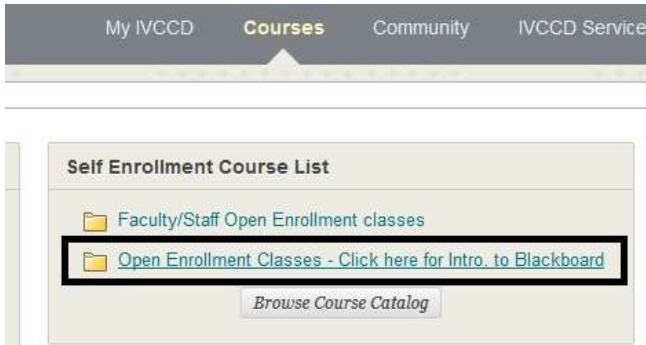 My IVCCD Courses Community IVCCD Service
Self Enrollment Course List
Faculty/Staff Open Enrollment classes
Open Enrollment Classes - Click here for Intro. to Blackboard
Browse Course Catalog